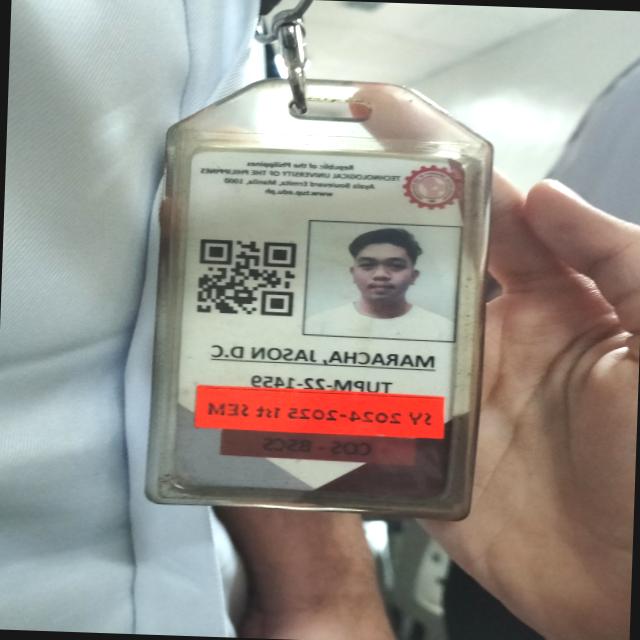 Republic of the Philippines
TECHNOLOGICAL UNIVERSITY OF THE PHILIPPINES
Ayala Boulevard Ermita, Manila, 1000
www.tup.edu.ph
MARACHA, JASON D.C
TUPM-22-1459
SY 2024-2025 1st SEM
COS - BSCS